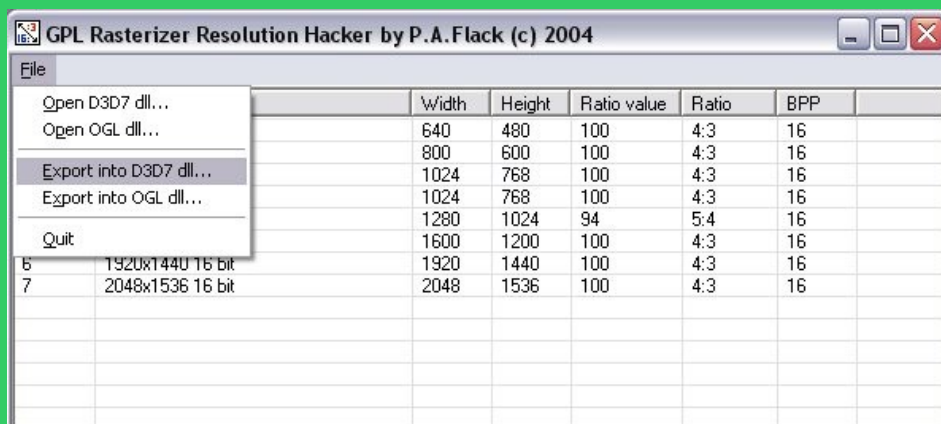 GPL Rasterizer Resolution Hacker by P.A.Flack (c) 2004
File
Open D3D7 dll...
Open OGL dll...
Export into D3D7 dll...
Export into OGL dll...
Quit
Width Height Ratio value Ratio BPP
640 480 100 4:3 16
800 600 100 4:3 16
1024 768 100 4:3 16
1024 768 100 4:3 16
1280 1024 94 5:4 16
1600 1200 100 4:3 16
6 1920x1440 16 bit 1920 1440 100 4:3 16
7 2048x1536 16 bit 2048 1536 100 4:3 16